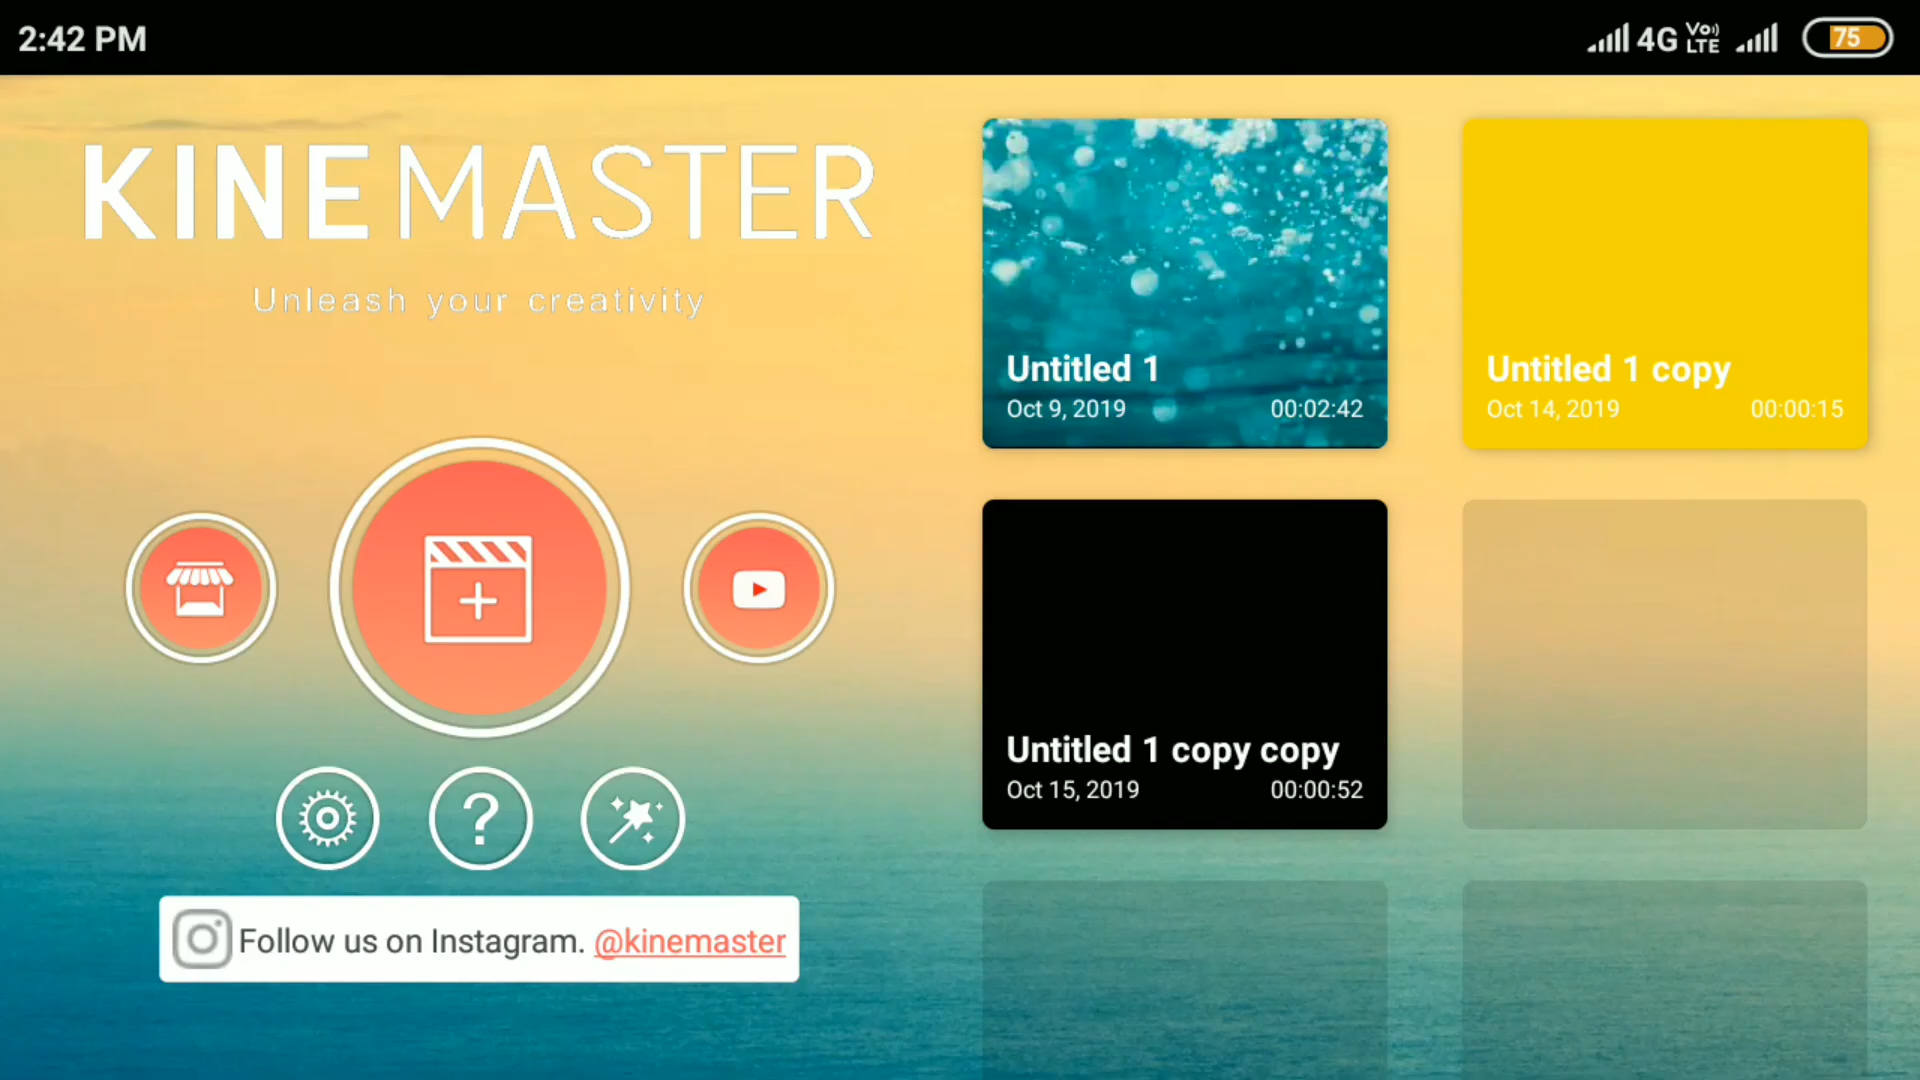 2:42 PM
4G VoLTE
75
KINEMASTER
Unleash your creativity
Follow us on Instagram. @kinemaster
Untitled 1
Oct 9, 2019 00:02:42
Untitled 1 copy
Oct 14, 2019 00:00:15
Untitled 1 copy copy
Oct 15, 2019 00:00:52